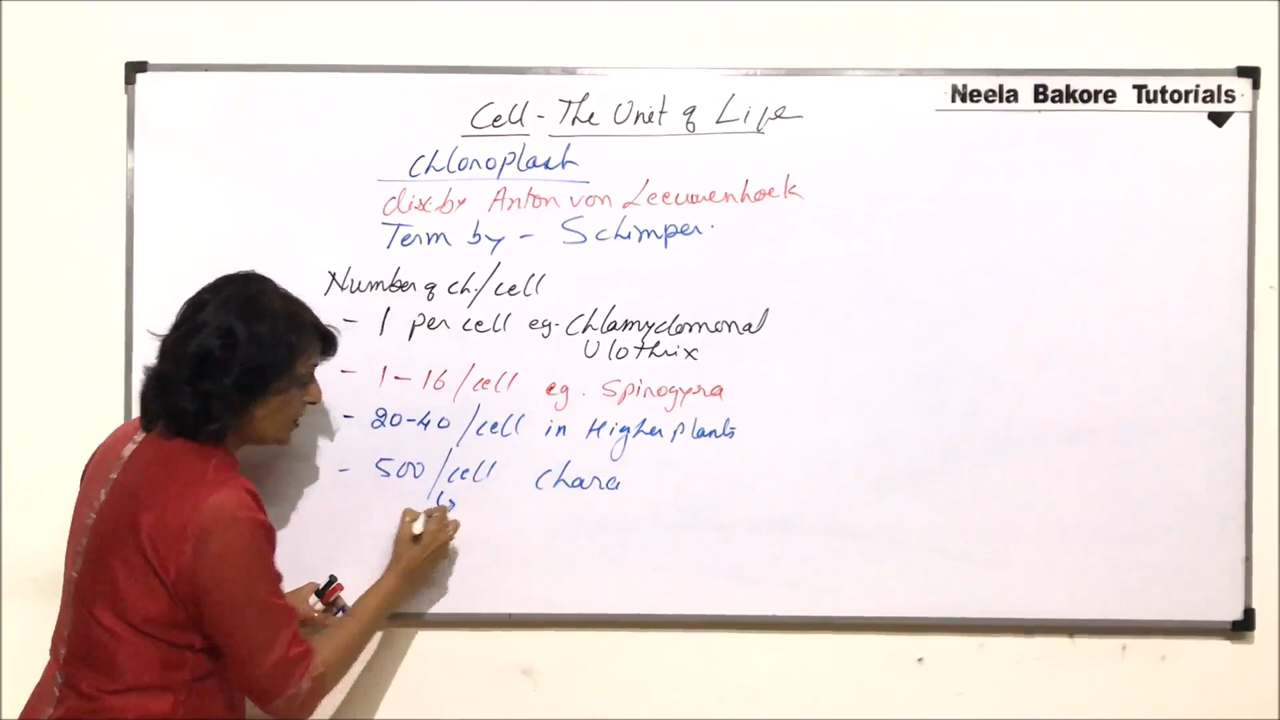 Neela Bakore Tutorials
Cell - The Unit of Life
Chloroplast
disc. by Anton von Leeuwenhoek
Term by - Schimper.
Number of ch./cell
- 1 per cell eg. Chlamydomonas
Ulothrix
- 1-16/cell eg. Spirogyra
- 20-40/cell in Higher plants
- 500/cell Chara